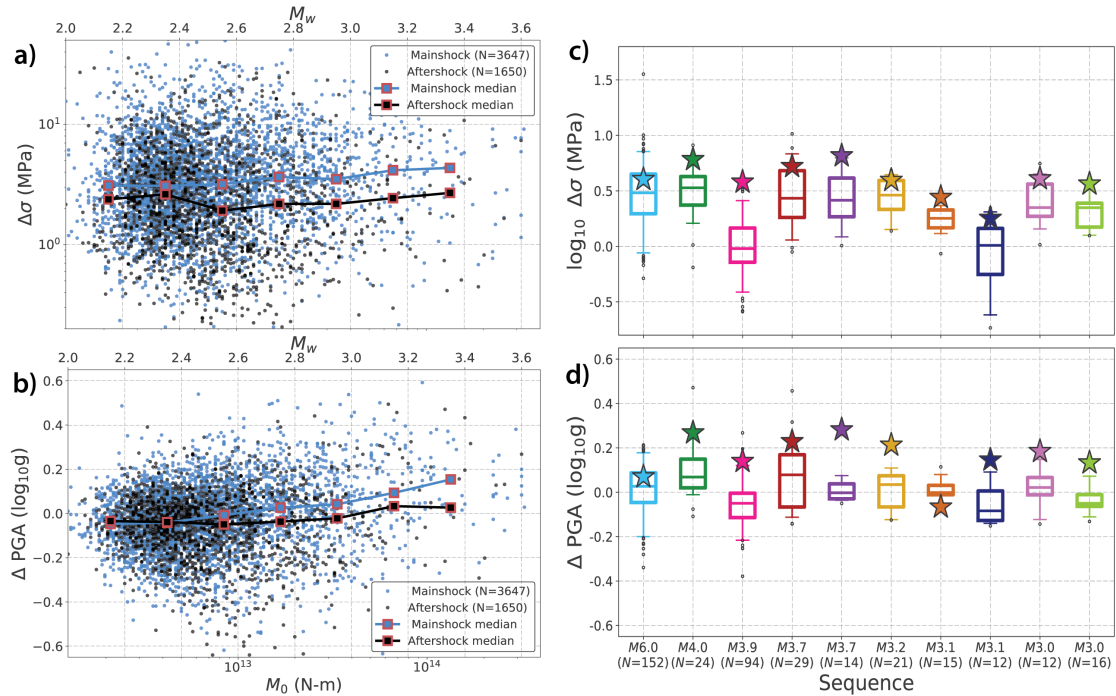 a)
M_w
2.0 2.2 2.4 2.6 2.8 3.0 3.2 3.4 3.6
Mainshock (N=3647)
Aftershock (N=1650)
Mainshock median
Aftershock median
10¹
10⁰
Δσ (MPa)
b)
M_w
2.0 2.2 2.4 2.6 2.8 3.0 3.2 3.4 3.6
0.6
0.4
0.2
0.0
−0.2
−0.4
−0.6
Δ PGA (log₁₀g)
Mainshock (N=3647)
Aftershock (N=1650)
Mainshock median
Aftershock median
10¹³ 10¹⁴
M₀ (N-m)
c)
1.5
1.0
0.5
0.0
-0.5
log₁₀ Δσ (MPa)
d)
0.6
0.4
0.2
0.0
−0.2
−0.4
−0.6
Δ PGA (log₁₀g)
M6.0 M4.0 M3.9 M3.7 M3.7 M3.2 M3.1 M3.1 M3.0 M3.0
(N=152) (N=24) (N=94) (N=29) (N=14) (N=21) (N=15) (N=12) (N=12) (N=16)
Sequence